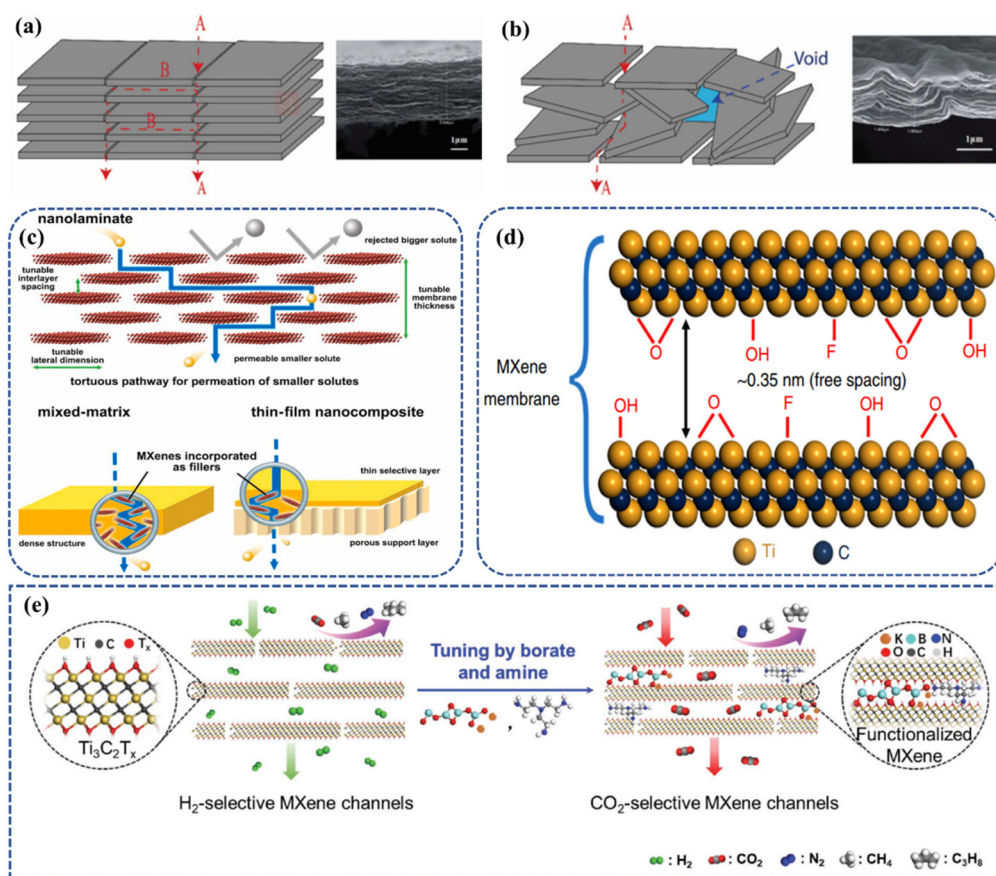 (a)
A
B
B
A
A
1μm
(b)
A
Void
A
1μm
(c)
nanolaminate
rejected bigger solute
tunable
interlayer
spacing
tunable
membrane
thickness
tunable
lateral dimension
permeable smaller solute
tortuous pathway for permeation of smaller solutes
mixed-matrix
thin-film nanocomposite
MXenes incorporated
as fillers
thin selective layer
dense structure
porous support layer
(d)
MXene
membrane
O
OH
F
O
OH
~0.35 nm (free spacing)
OH
O
F
OH
O
Ti
C
(e)
Ti C Tx
Ti3C2Tx
H2-selective MXene channels
Tuning by borate
and amine
,
CO2-selective MXene channels
K B N
O C H
Functionalized
MXene
: H2 : CO2 : N2 : CH4 : C3H8